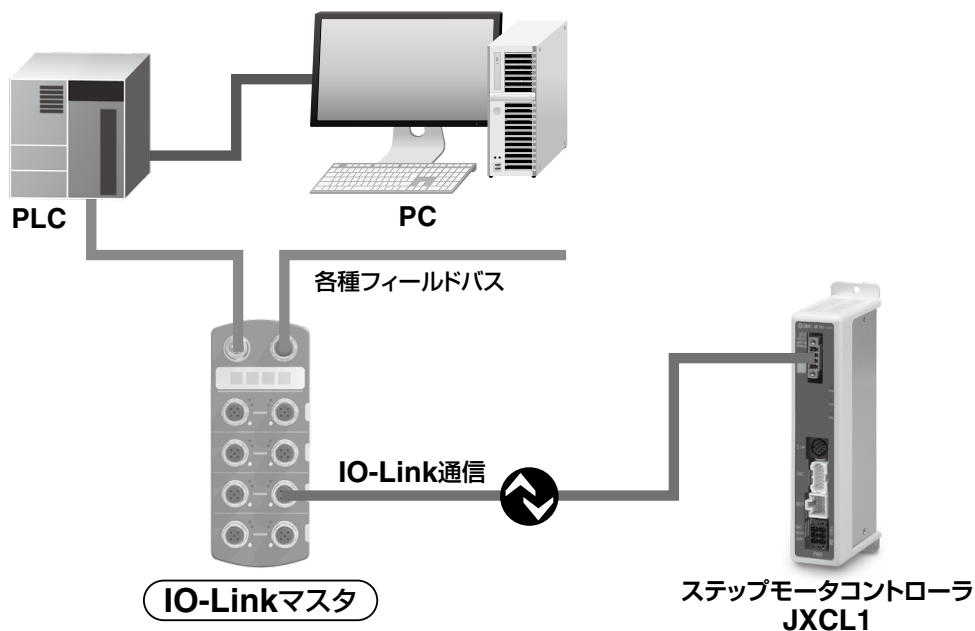 PLC
PC
各種フィールドバス
IO-Link通信
IO-Linkマスタ
ステップモータコントローラ
JXCL1